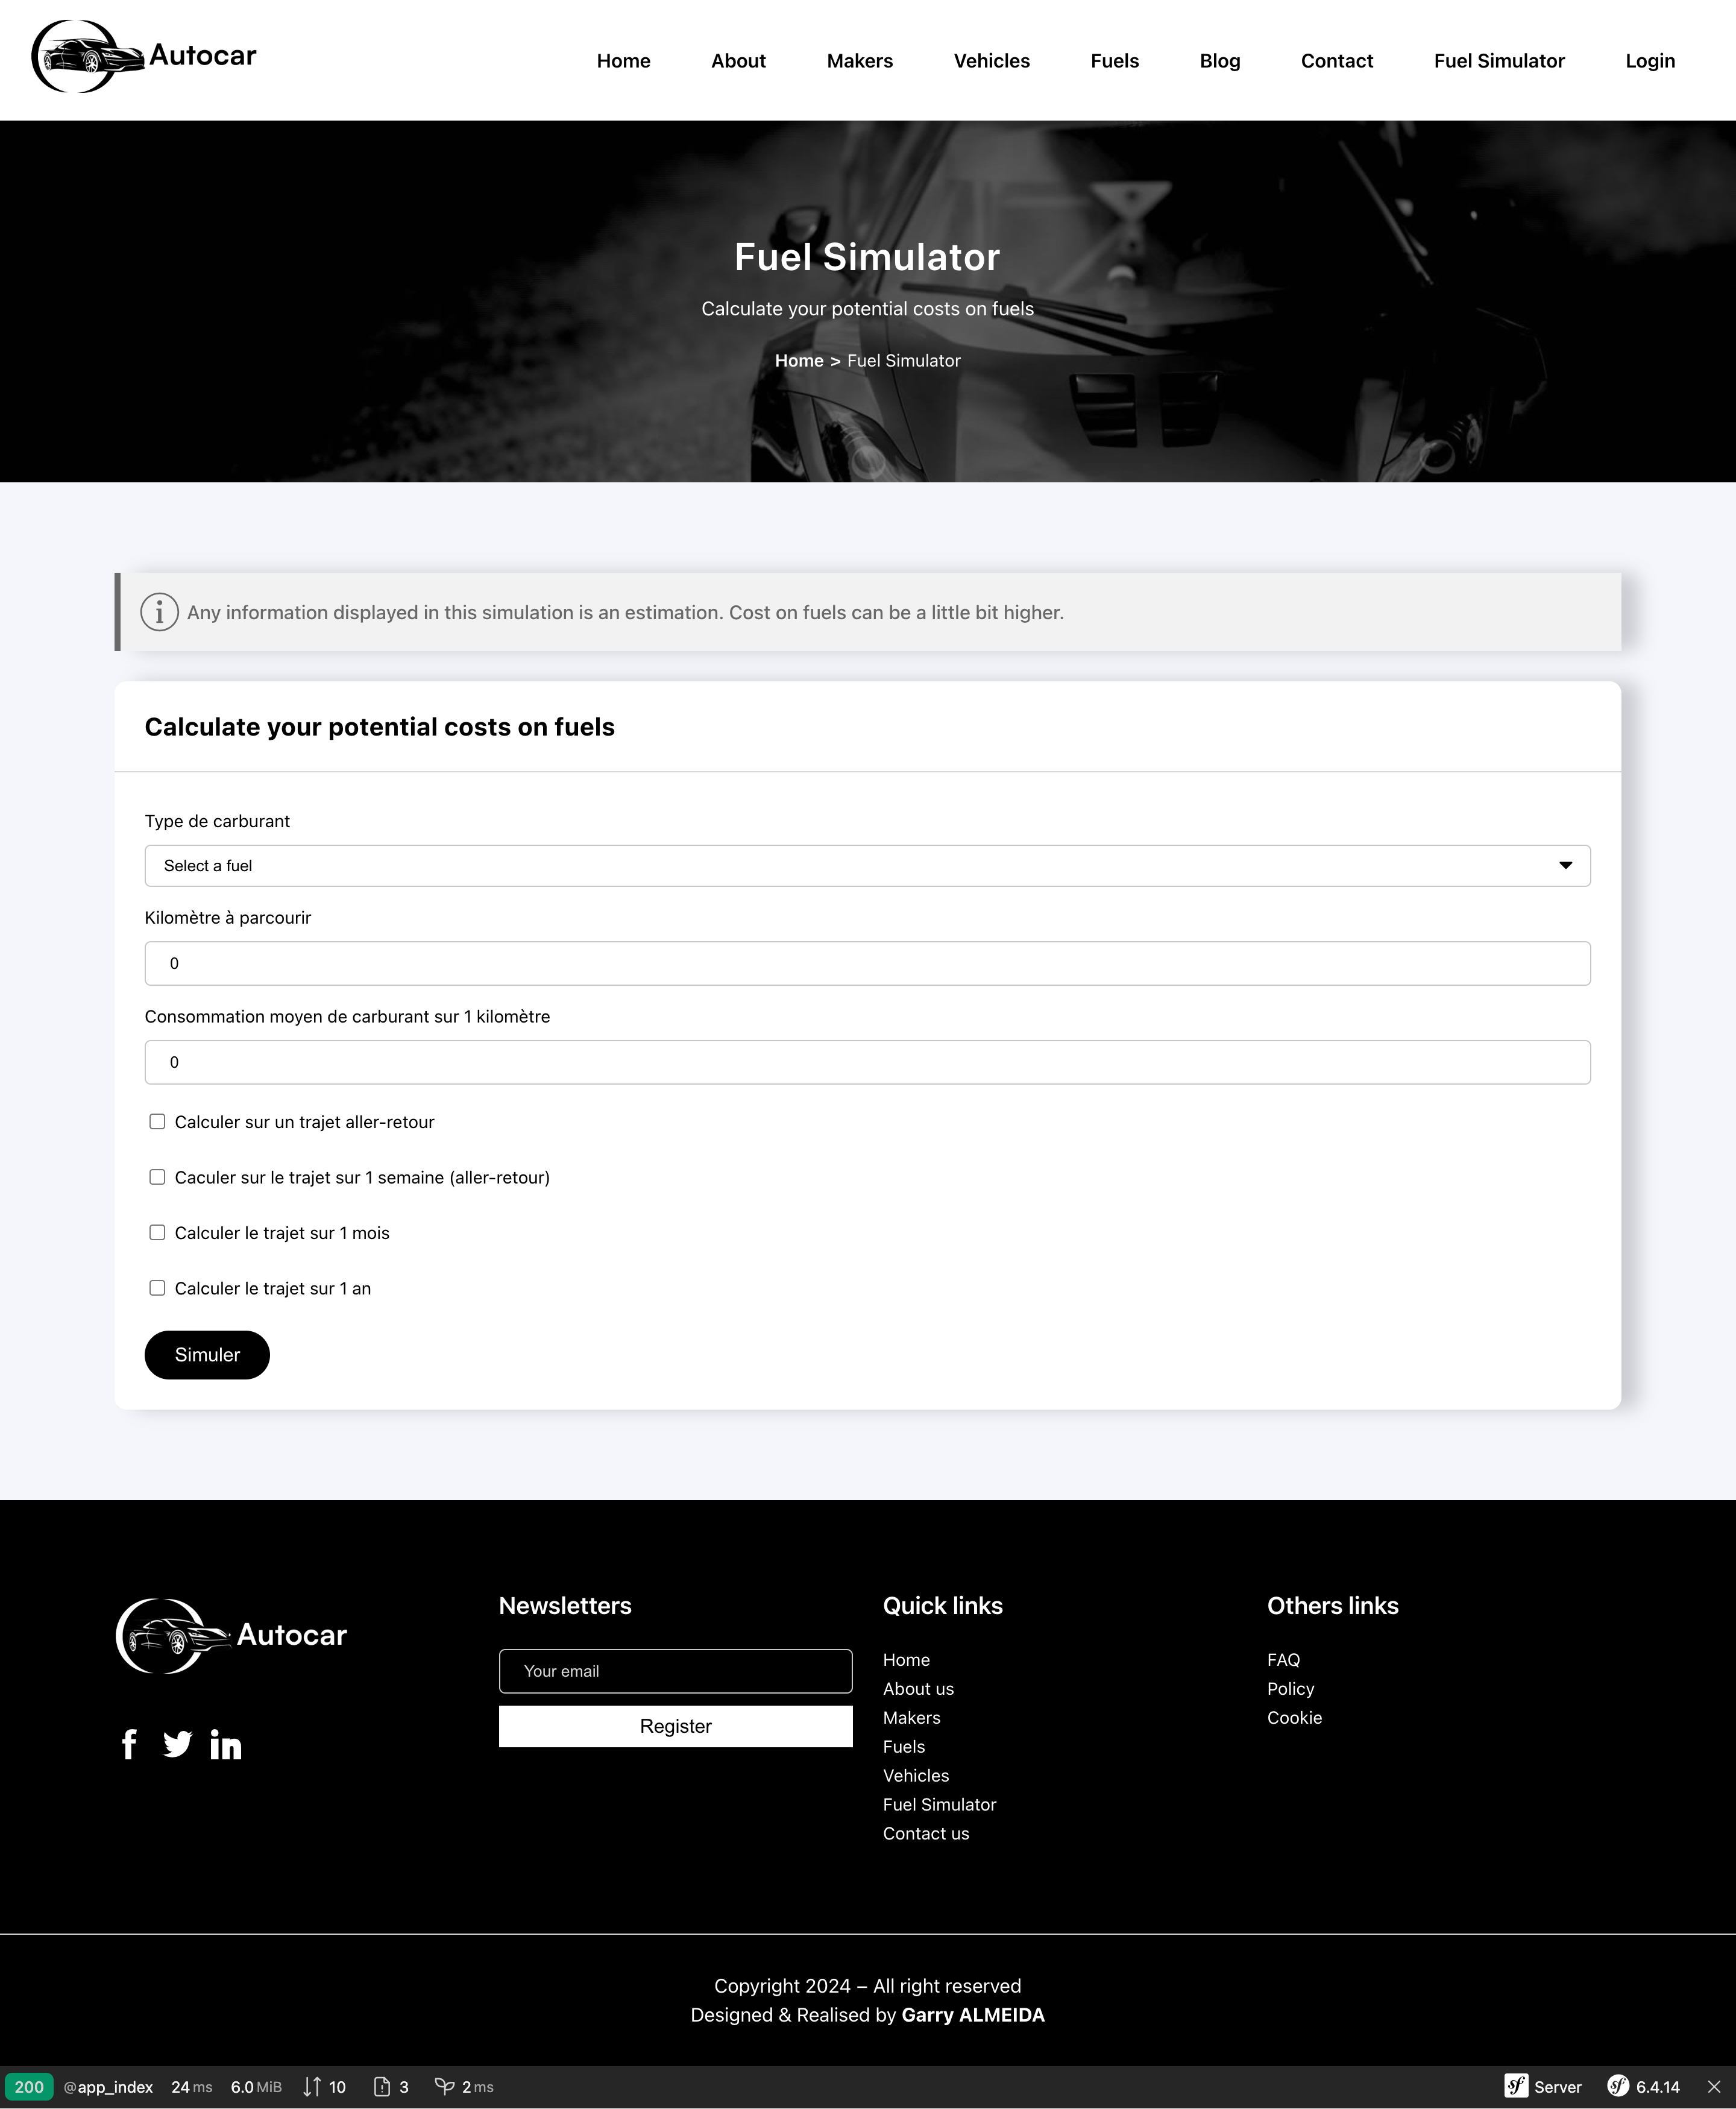 Autocar
Home About Makers Vehicles Fuels Blog Contact Fuel Simulator Login
Fuel Simulator
Calculate your potential costs on fuels
Home > Fuel Simulator
Any information displayed in this simulation is an estimation. Cost on fuels can be a little bit higher.
Calculate your potential costs on fuels
Type de carburant
Select a fuel
Kilomètre à parcourir
0
Consommation moyen de carburant sur 1 kilomètre
0
Calculer sur un trajet aller-retour
Caculer sur le trajet sur 1 semaine (aller-retour)
Calculer le trajet sur 1 mois
Calculer le trajet sur 1 an
Simuler
Autocar
Newsletters
Your email
Register
Quick links
Home
About us
Makers
Fuels
Vehicles
Fuel Simulator
Contact us
Others links
FAQ
Policy
Cookie
Copyright 2024 – All right reserved
Designed & Realised by Garry ALMEIDA
200 @app_index 24 ms 6.0 MiB 10 3 2 ms Server 6.4.14